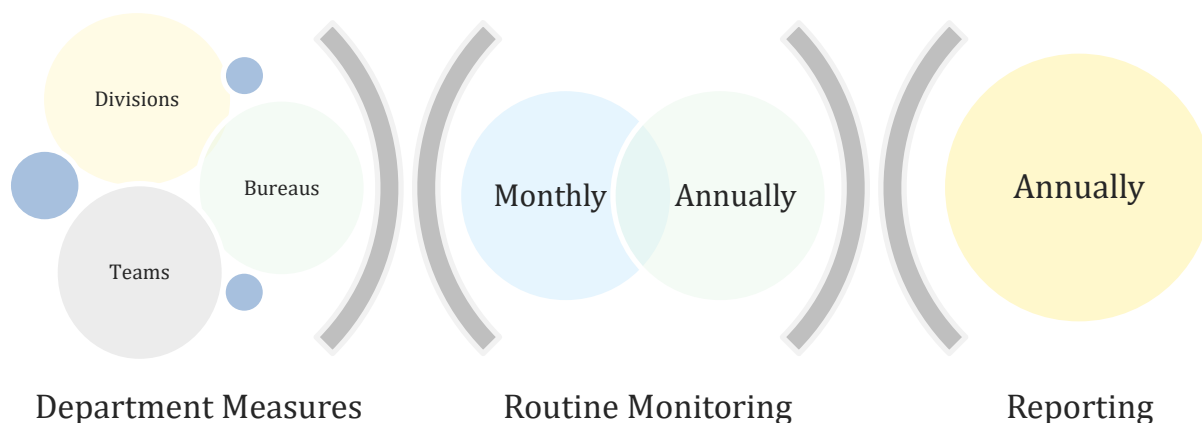 Divisions
Bureaus
Teams
Monthly
Annually
Annually
Department Measures
Routine Monitoring
Reporting